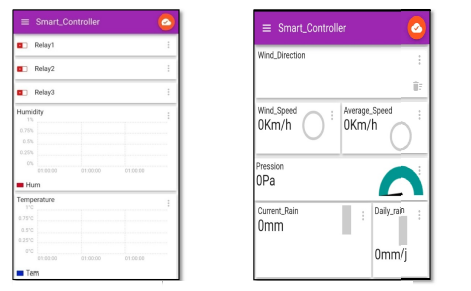 Smart_Controller
Relay1
Relay2
Relay3
Humidity
1%
0.75%
0.5%
0.25%
0%
01:00:00 01:00:00 01:00:00
Hum
Temperature
1°C
0.75°C
0.5°C
0.25°C
0°C
01:00:00 01:00:00 01:00:00
Tem
Smart_Controller
Wind_Direction
Wind_Speed Average_Speed
0Km/h 0Km/h
Pression
0Pa
Current_Rain Daily_rain
0mm
0mm/j